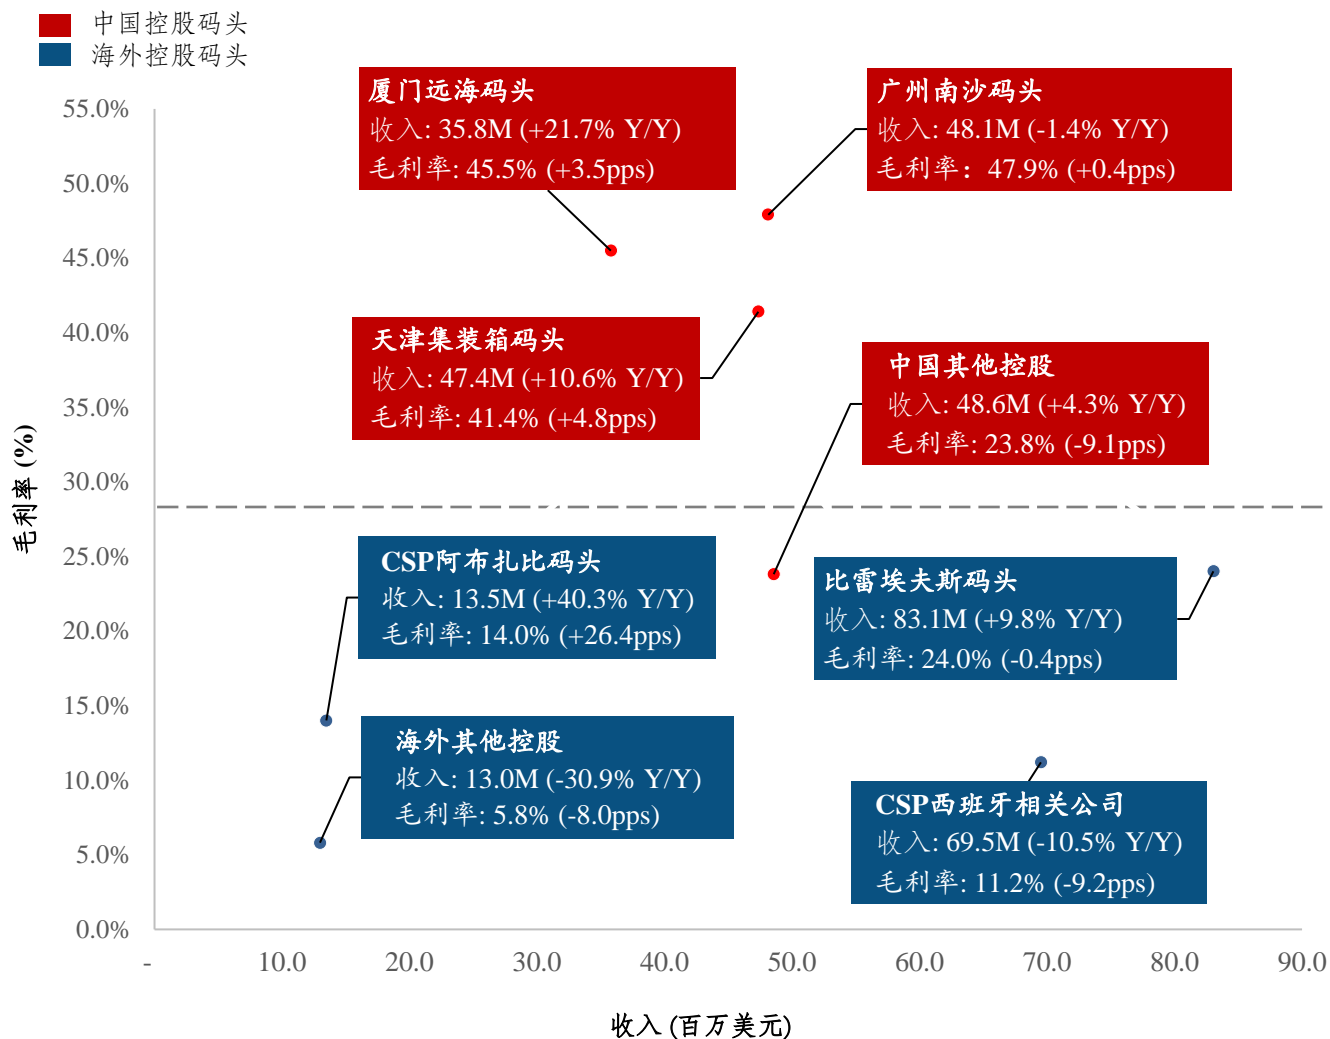 中国控股码头
海外控股码头
厦门远海码头
收入: 35.8M (+21.7% Y/Y)
毛利率: 45.5% (+3.5pps)
广州南沙码头
收入: 48.1M (-1.4% Y/Y)
毛利率：47.9% (+0.4pps)
天津集装箱码头
收入: 47.4M (+10.6% Y/Y)
毛利率: 41.4% (+4.8pps)
中国其他控股
收入: 48.6M (+4.3% Y/Y)
毛利率: 23.8% (-9.1pps)
CSP阿布扎比码头
收入: 13.5M (+40.3% Y/Y)
毛利率: 14.0% (+26.4pps)
比雷埃夫斯码头
收入: 83.1M (+9.8% Y/Y)
毛利率: 24.0% (-0.4pps)
海外其他控股
收入: 13.0M (-30.9% Y/Y)
毛利率: 5.8% (-8.0pps)
CSP西班牙相关公司
收入: 69.5M (-10.5% Y/Y)
毛利率: 11.2% (-9.2pps)
毛利率 (%)
55.0%
50.0%
45.0%
40.0%
35.0%
30.0%
25.0%
20.0%
15.0%
10.0%
5.0%
0.0%
-
10.0
20.0
30.0
40.0
50.0
60.0
70.0
80.0
90.0
收入 (百万美元)